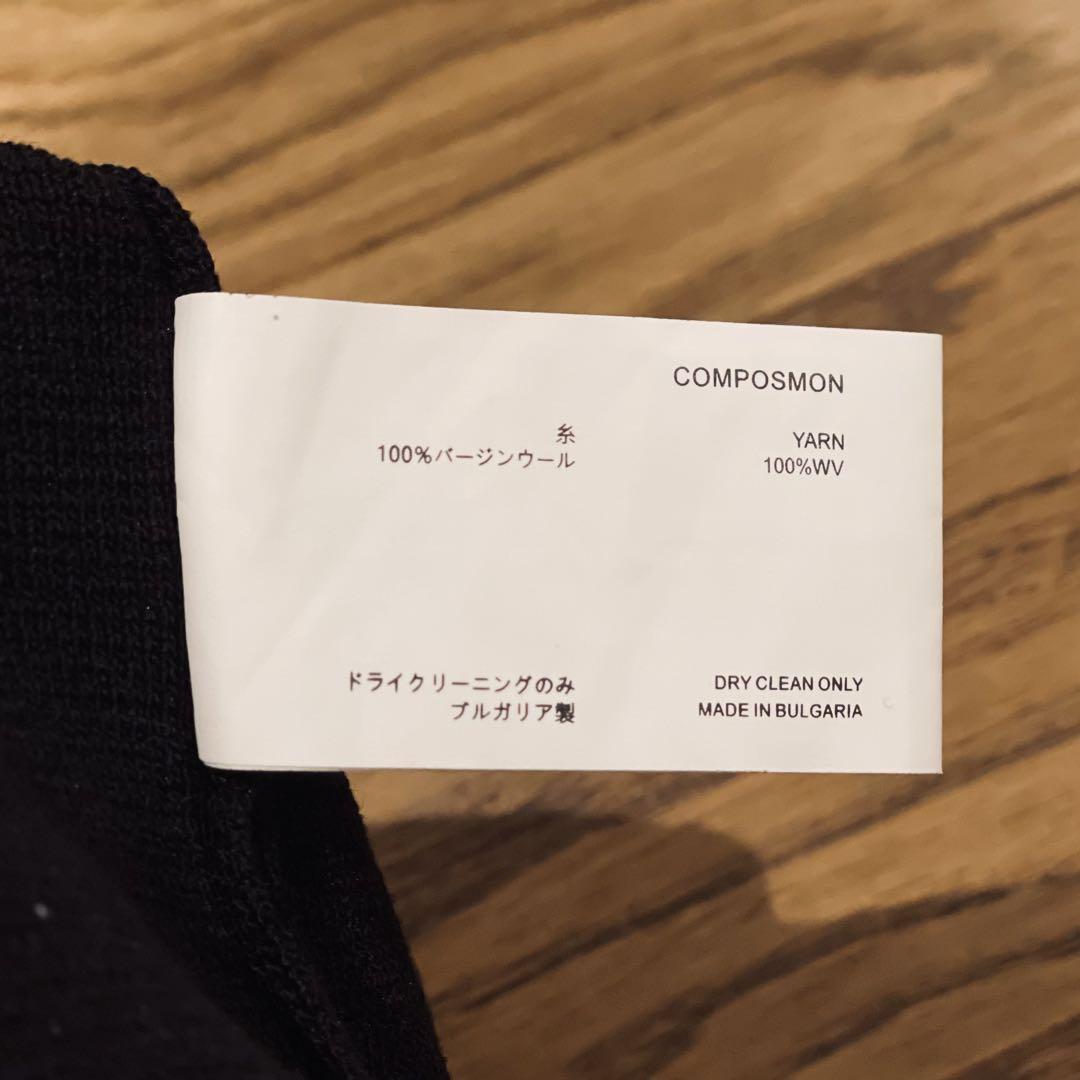 COMPOSMON
糸
100%バージンウール
YARN
100%WV
ドライクリーニングのみ
ブルガリア製
DRY CLEAN ONLY
MADE IN BULGARIA